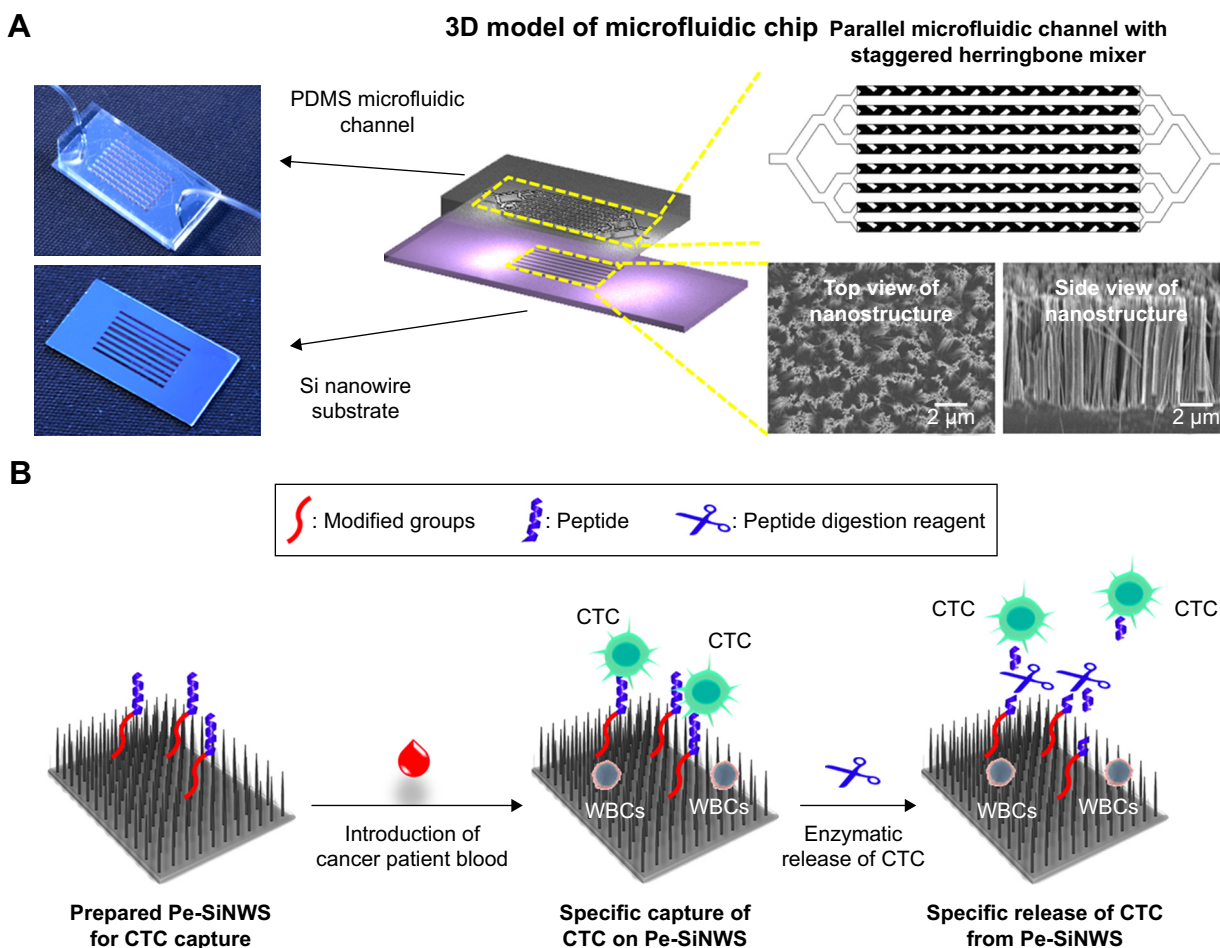 A
3D model of microfluidic chip
Parallel microfluidic channel with
staggered herringbone mixer
PDMS microfluidic
channel
Top view of
nanostructure
2 µm
Side view of
nanostructure
2 µm
Si nanowire
substrate
B
: Modified groups
: Peptide
: Peptide digestion reagent
CTC
CTC
CTC
CTC
WBCs
WBCs
WBCs
WBCs
Introduction of
cancer patient blood
Enzymatic
release of CTC
Prepared Pe-SiNWS
for CTC capture
Specific capture of
CTC on Pe-SiNWS
Specific release of CTC
from Pe-SiNWS